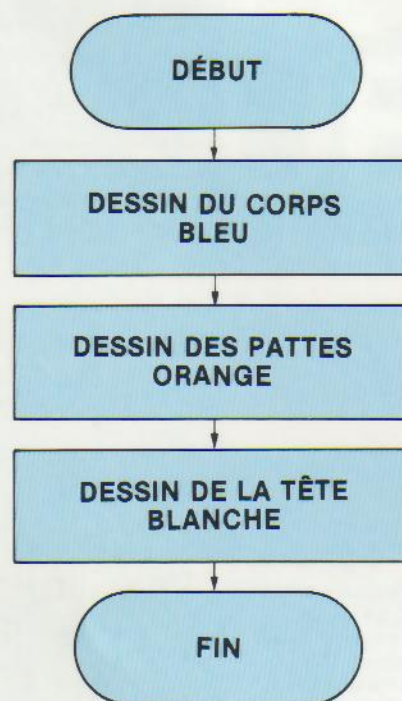 DÉBUT
DESSIN DU CORPS
BLEU
DESSIN DES PATTES
ORANGE
DESSIN DE LA TÊTE
BLANCHE
FIN